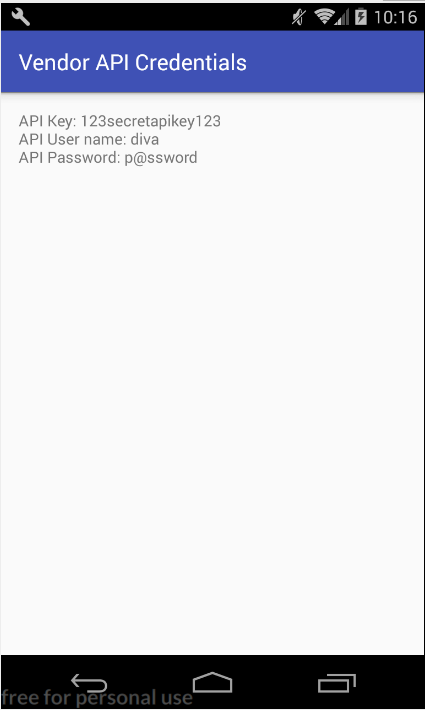 10:16
Vendor API Credentials
API Key: 123secretapikey123
API User name: diva
API Password: p@ssword
free for personal use